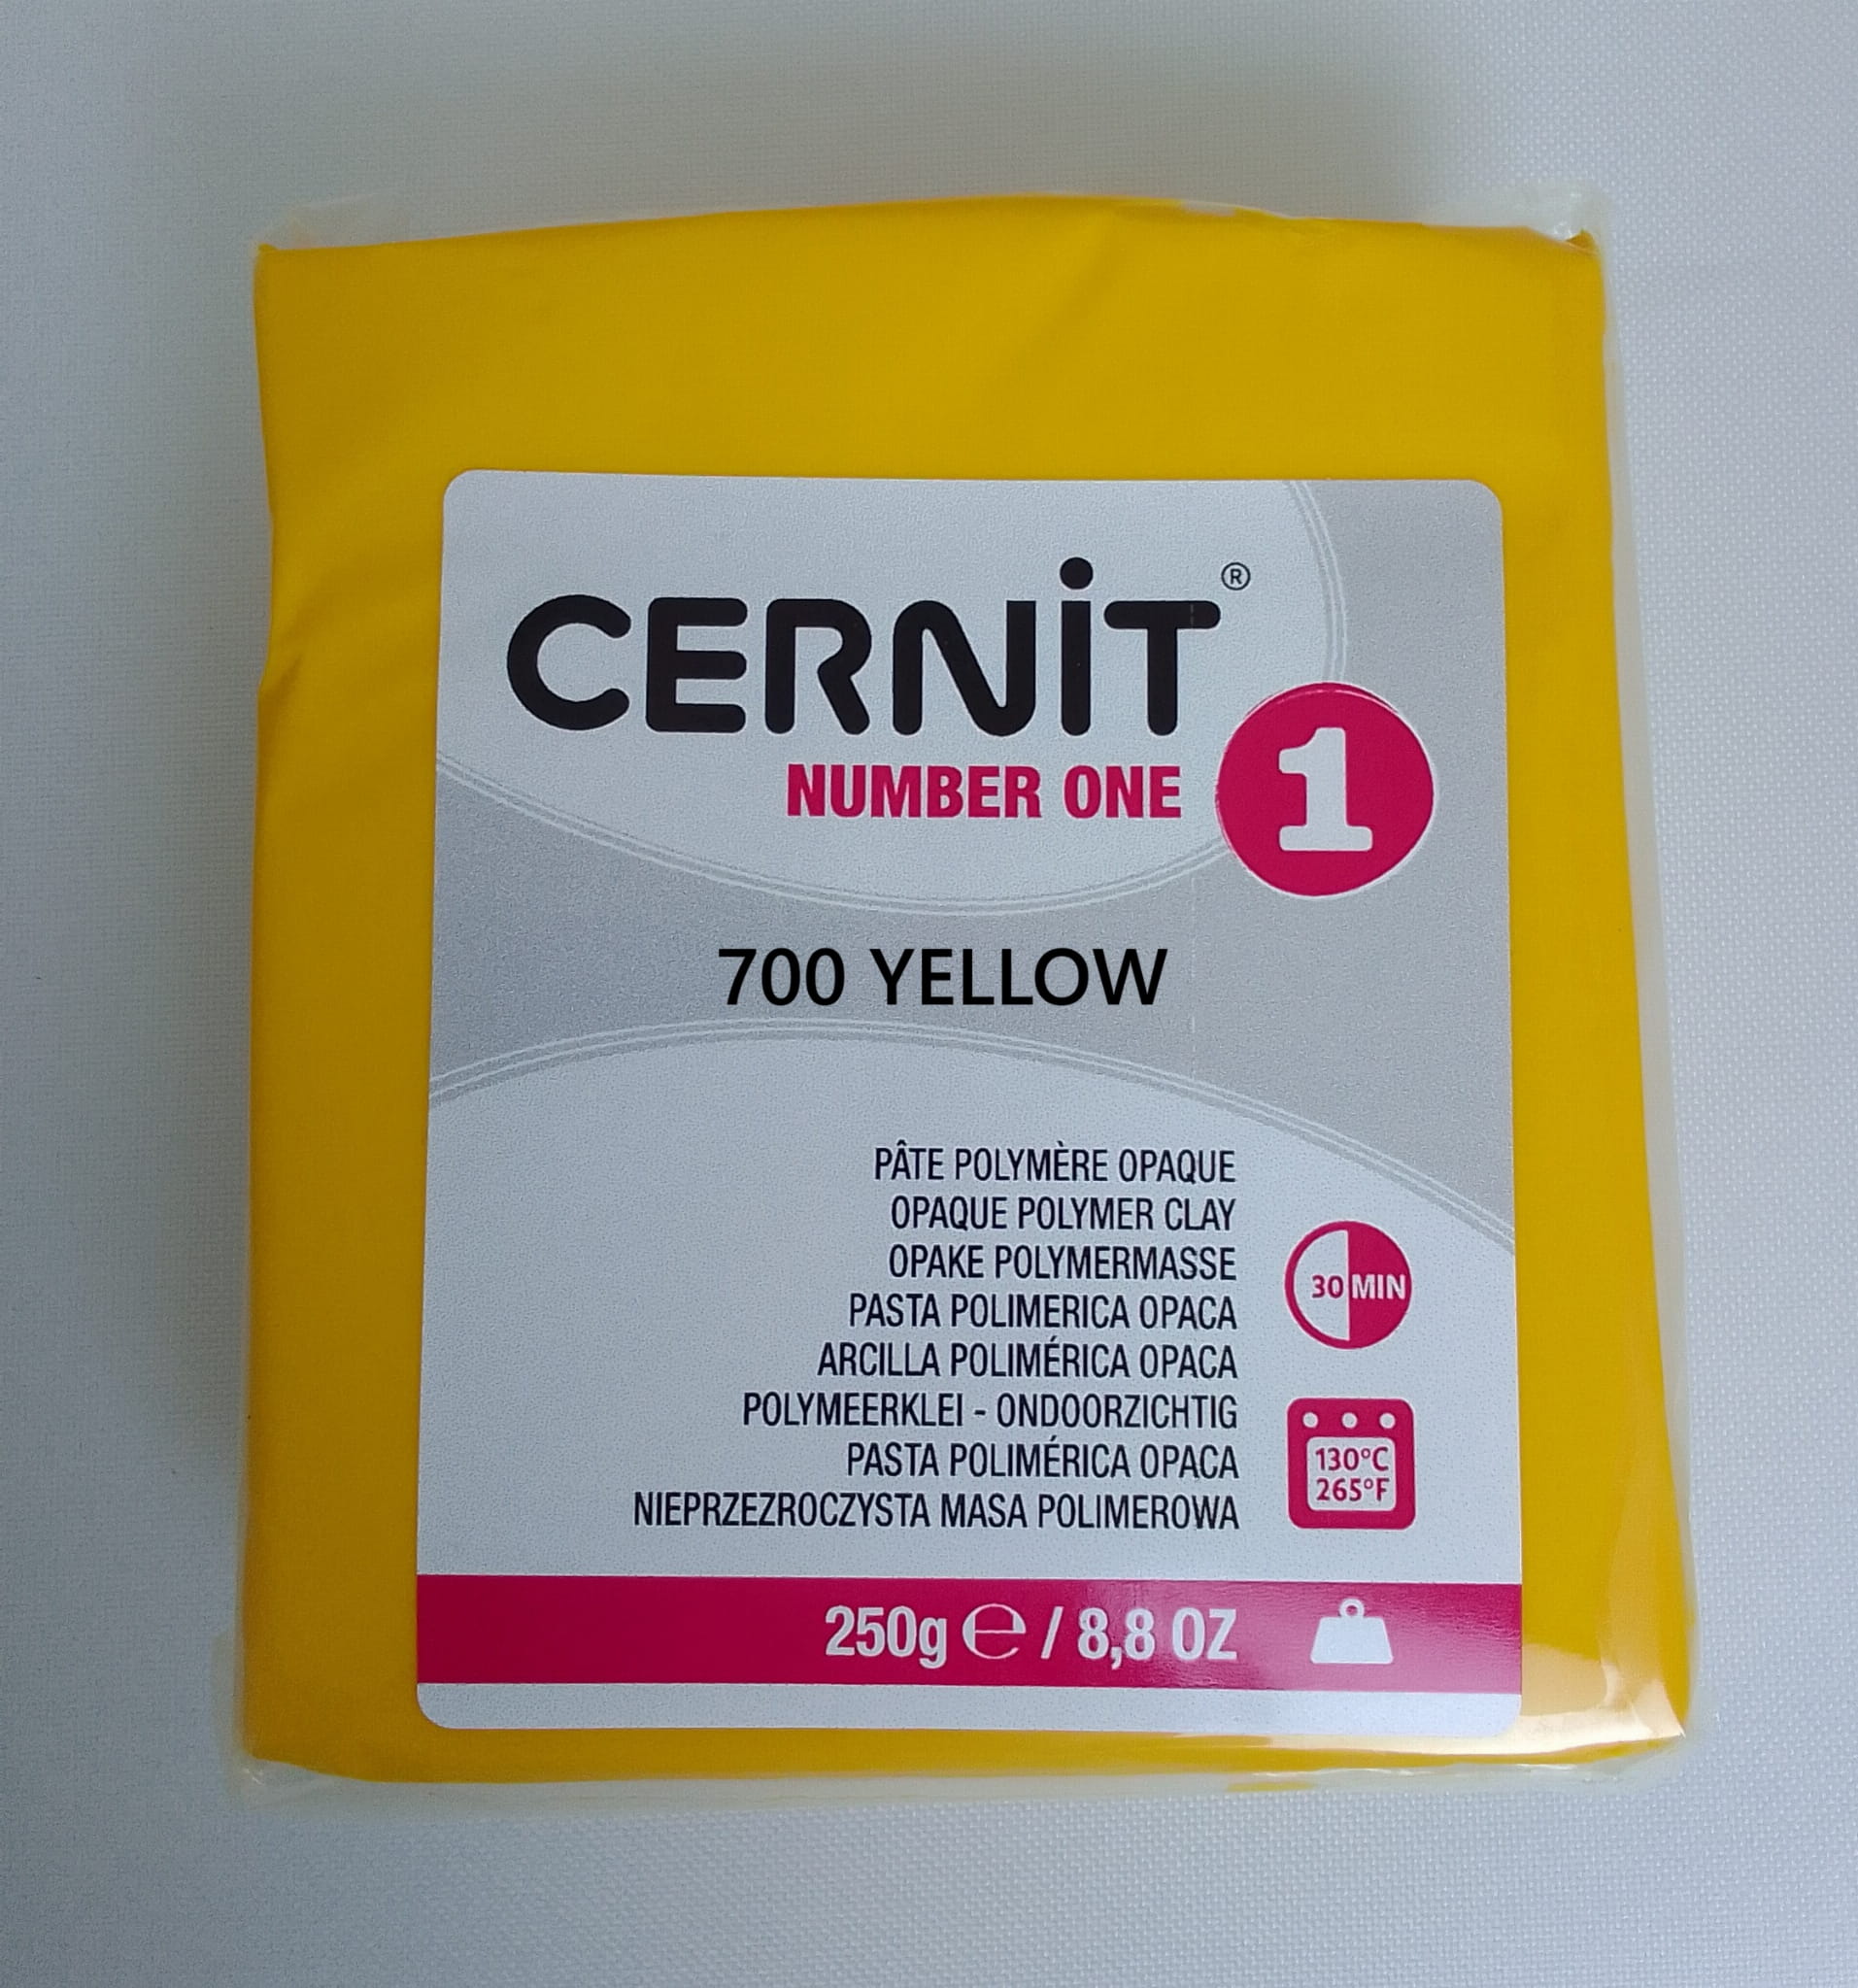 CERNiT®
NUMBER ONE 1
700 YELLOW
PÂTE POLYMÈRE OPAQUE
OPAQUE POLYMER CLAY
OPAKE POLYMERMASSE
PASTA POLIMERICA OPACA
ARCILLA POLIMÉRICA OPACA
POLYMEERKLEI - ONDOORZICHTIG
PASTA POLIMÉRICA OPACA
NIEPRZEZROCZYSTA MASA POLIMEROWA
30 MIN
130°C
265°F
250g ℮ / 8,8 OZ